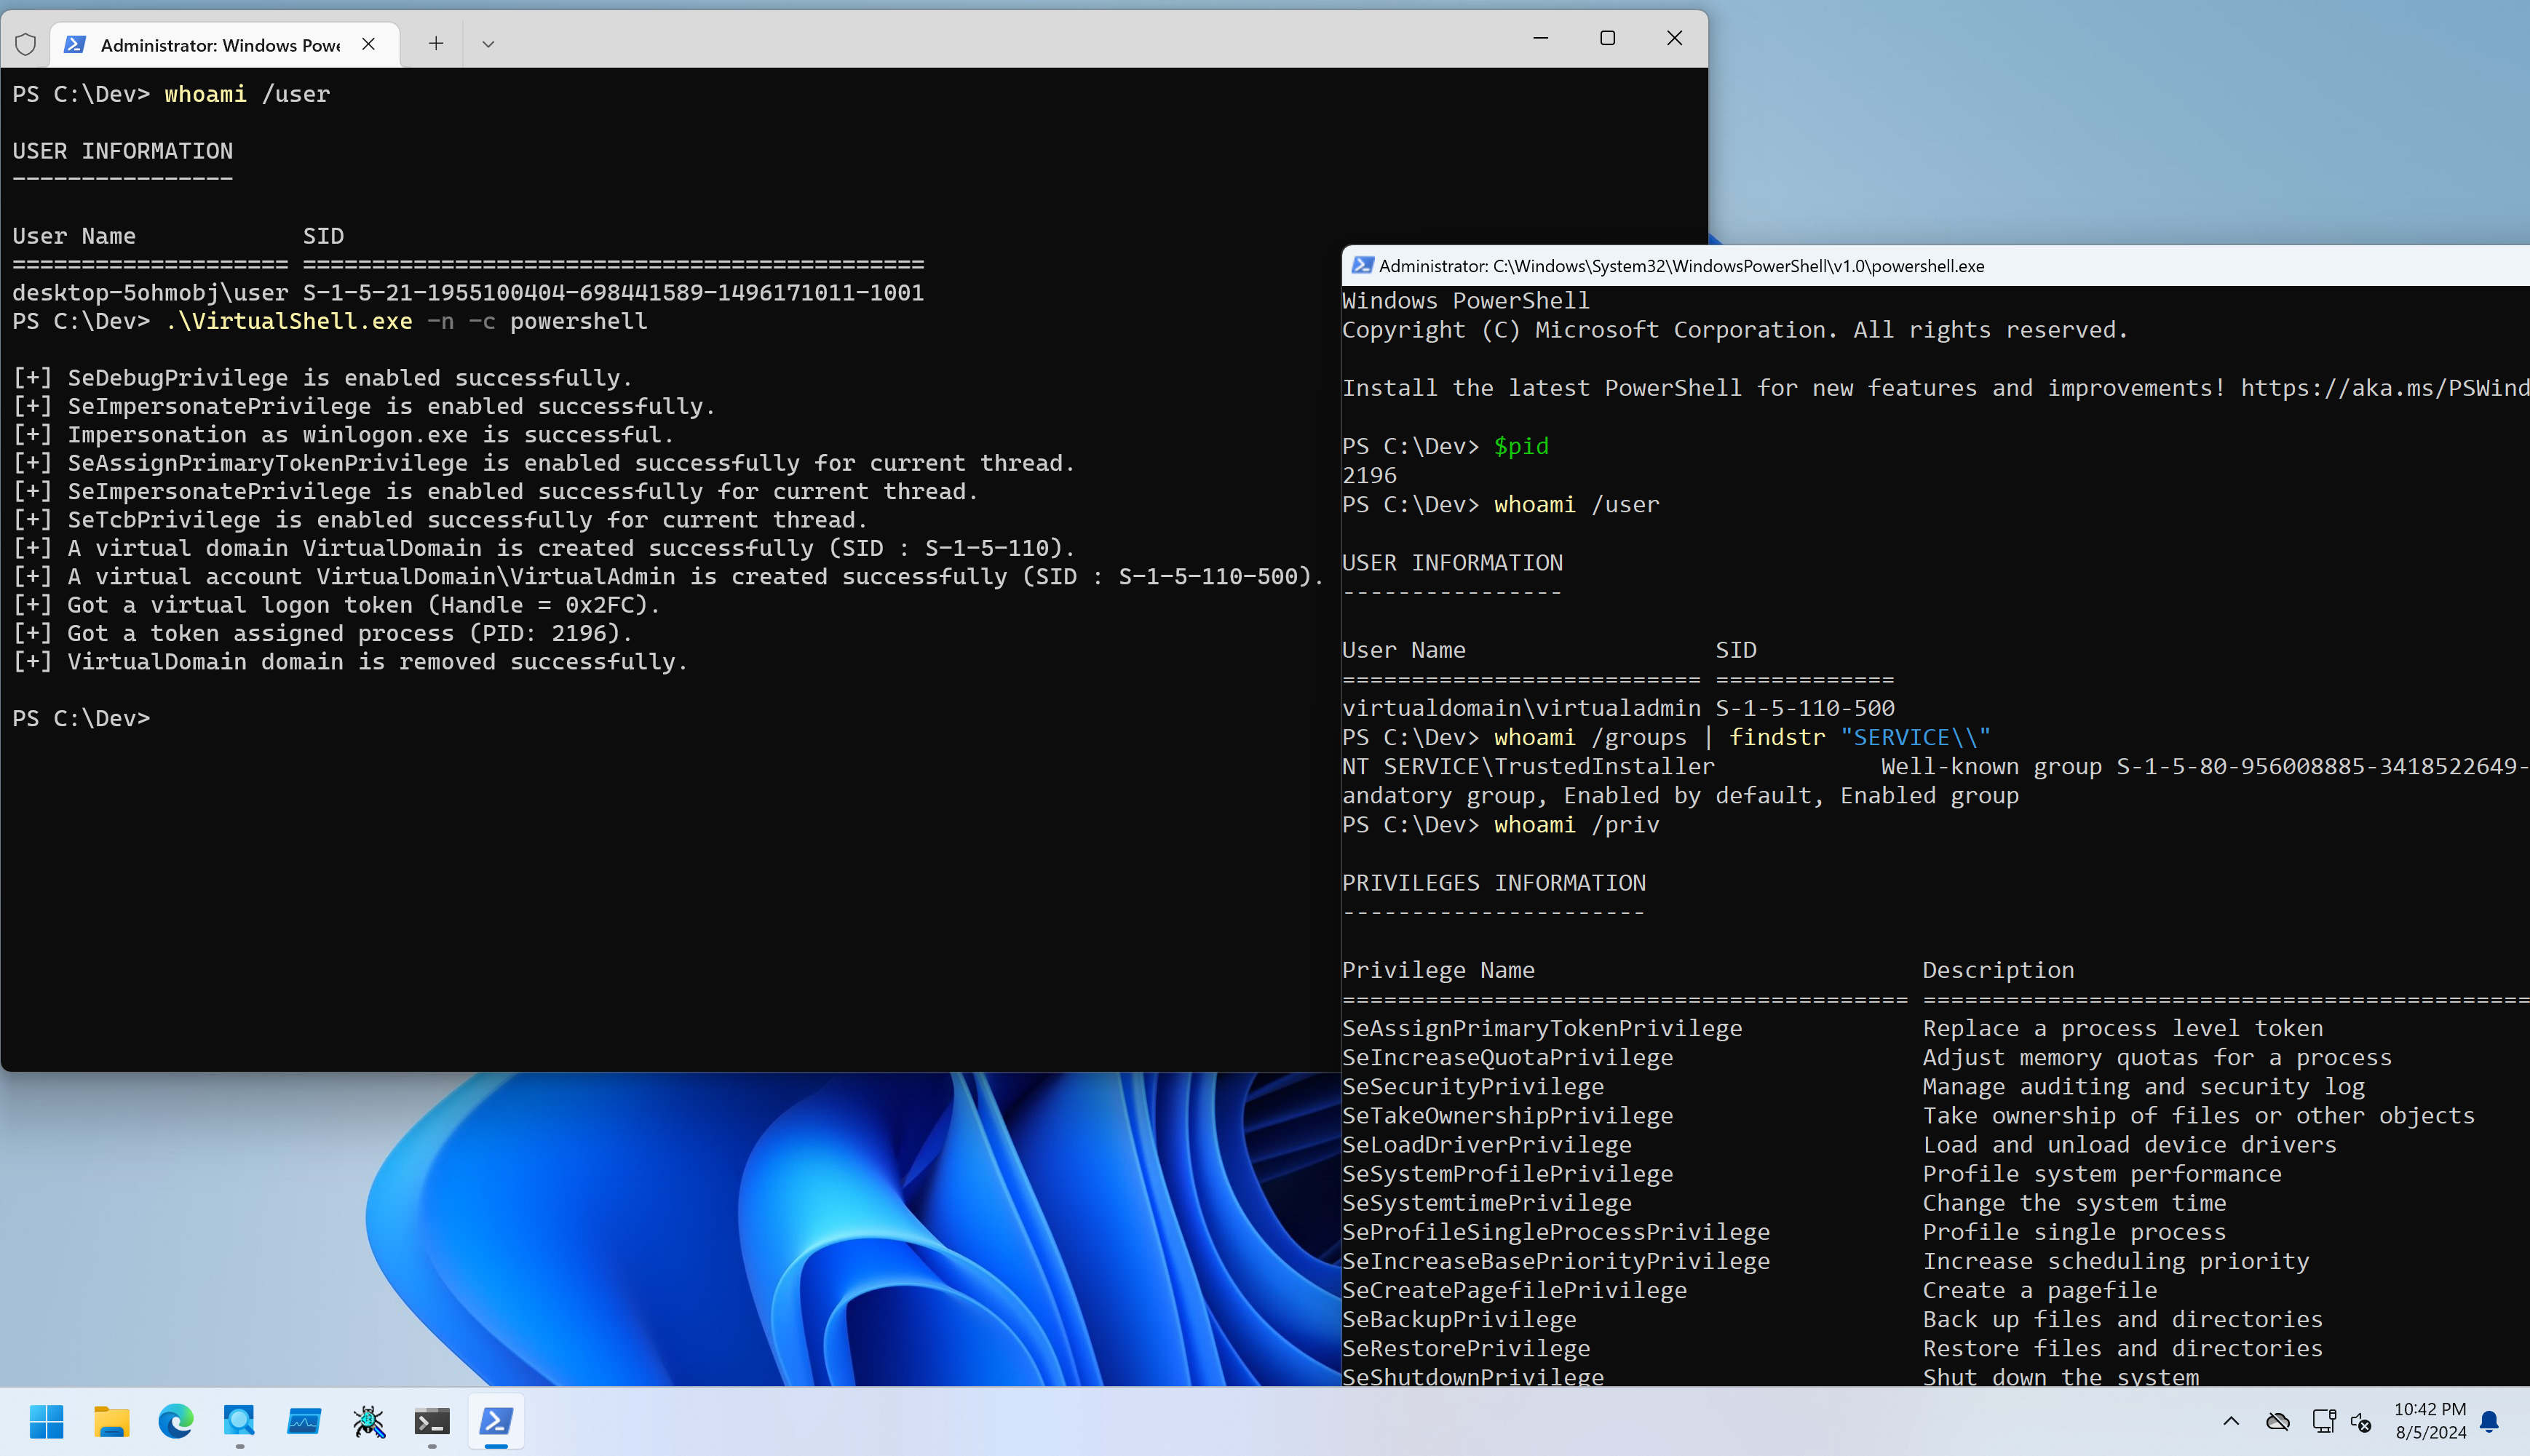 Administrator: Windows Powe
PS C:\Dev> whoami /user
USER INFORMATION
----------------
User Name            SID
==================== =============================================
desktop-5ohmobj\user S-1-5-21-1955100404-698441589-1496171011-1001
PS C:\Dev> .\VirtualShell.exe -n -c powershell
[+] SeDebugPrivilege is enabled successfully.
[+] SeImpersonatePrivilege is enabled successfully.
[+] Impersonation as winlogon.exe is successful.
[+] SeAssignPrimaryTokenPrivilege is enabled successfully for current thread.
[+] SeImpersonatePrivilege is enabled successfully for current thread.
[+] SeTcbPrivilege is enabled successfully for current thread.
[+] A virtual domain VirtualDomain is created successfully (SID : S-1-5-110).
[+] A virtual account VirtualDomain\VirtualAdmin is created successfully (SID : S-1-5-110-500).
[+] Got a virtual logon token (Handle = 0x2FC).
[+] Got a token assigned process (PID: 2196).
[+] VirtualDomain domain is removed successfully.
PS C:\Dev>
Administrator: C:\Windows\System32\WindowsPowerShell\v1.0\powershell.exe
Windows PowerShell
Copyright (C) Microsoft Corporation. All rights reserved.
Install the latest PowerShell for new features and improvements! https://aka.ms/PSWind
PS C:\Dev> $pid
2196
PS C:\Dev> whoami /user
USER INFORMATION
----------------
User Name                  SID
========================== =============
virtualdomain\virtualadmin S-1-5-110-500
PS C:\Dev> whoami /groups | findstr "SERVICE\\"
NT SERVICE\TrustedInstaller            Well-known group S-1-5-80-956008885-3418522649-
andatory group, Enabled by default, Enabled group
PS C:\Dev> whoami /priv
PRIVILEGES INFORMATION
----------------------
Privilege Name                            Description
========================================= ============================================
SeAssignPrimaryTokenPrivilege             Replace a process level token
SeIncreaseQuotaPrivilege                  Adjust memory quotas for a process
SeSecurityPrivilege                       Manage auditing and security log
SeTakeOwnershipPrivilege                  Take ownership of files or other objects
SeLoadDriverPrivilege                     Load and unload device drivers
SeSystemProfilePrivilege                  Profile system performance
SeSystemtimePrivilege                     Change the system time
SeProfileSingleProcessPrivilege           Profile single process
SeIncreaseBasePriorityPrivilege           Increase scheduling priority
SeCreatePagefilePrivilege                 Create a pagefile
SeBackupPrivilege                         Back up files and directories
SeRestorePrivilege                        Restore files and directories
SeShutdownPrivilege                       Shut down the system
10:42 PM
8/5/2024